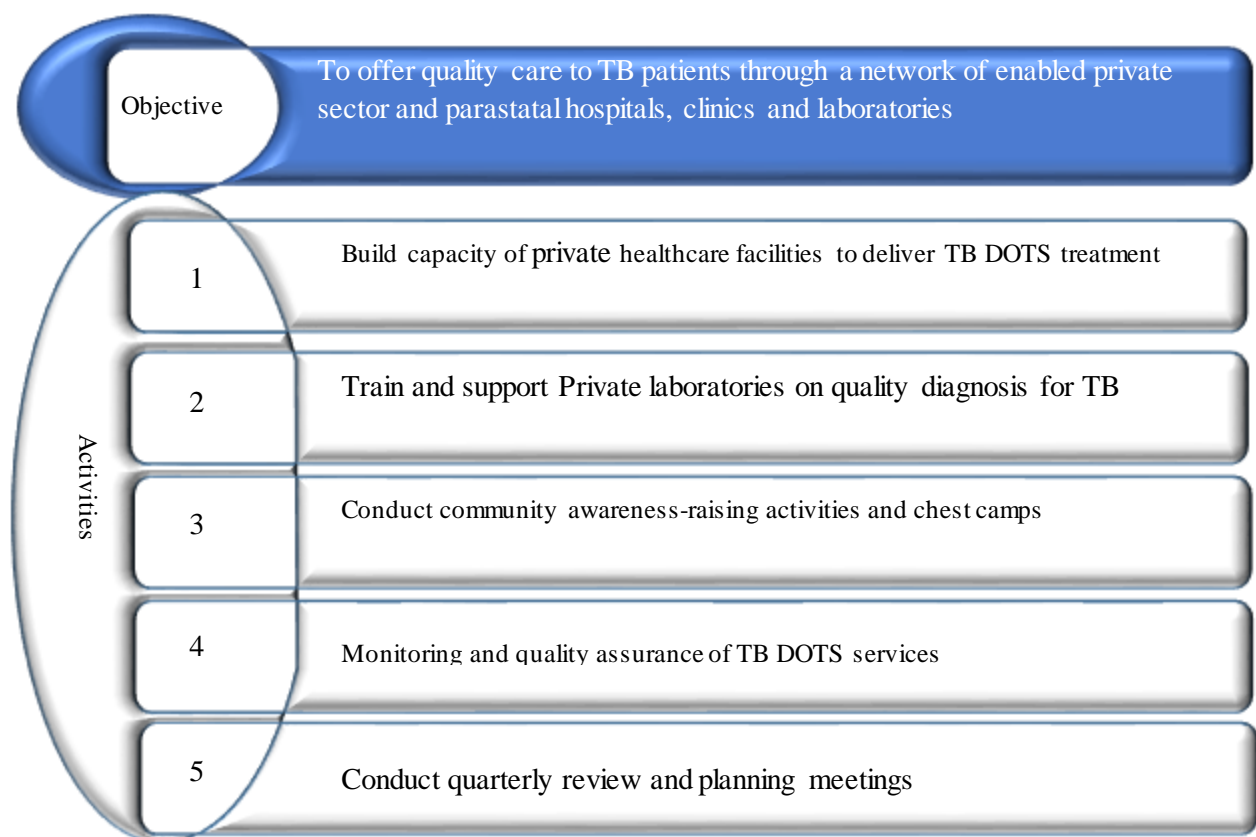 Objective
To offer quality care to TB patients through a network of enabled private
sector and parastatal hospitals, clinics and laboratories
Activities
1
Build capacity of private healthcare facilities to deliver TB DOTS treatment
2
Train and support Private laboratories on quality diagnosis for TB
3
Conduct community awareness-raising activities and chest camps
4
Monitoring and quality assurance of TB DOTS services
5
Conduct quarterly review and planning meetings